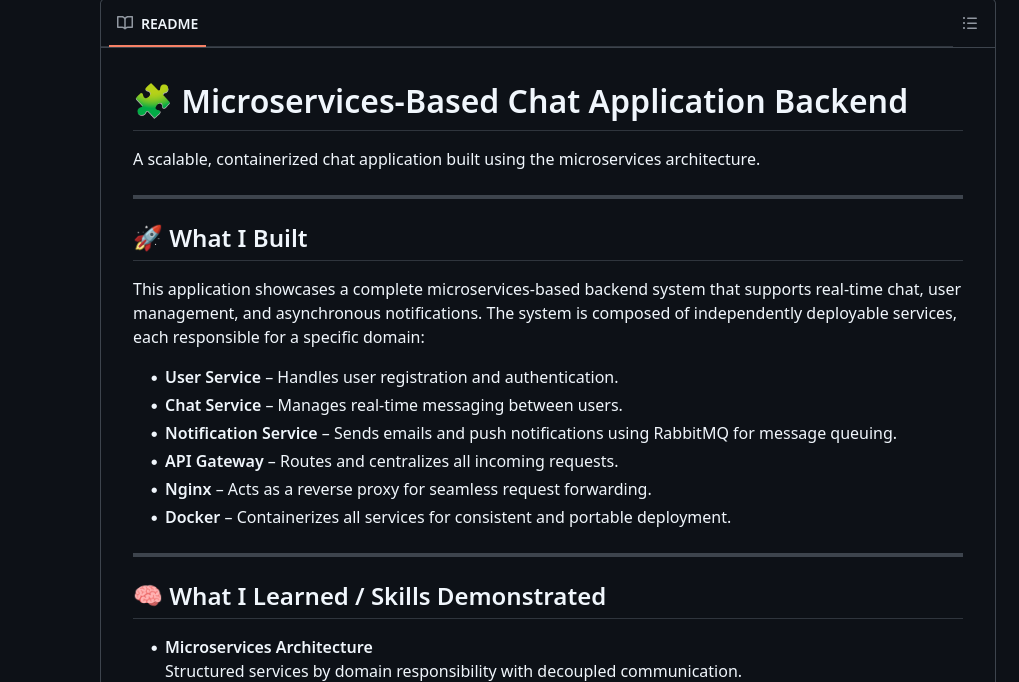 README
🧩 Microservices-Based Chat Application Backend
A scalable, containerized chat application built using the microservices architecture.
🚀 What I Built
This application showcases a complete microservices-based backend system that supports real-time chat, user
management, and asynchronous notifications. The system is composed of independently deployable services,
each responsible for a specific domain:
• User Service – Handles user registration and authentication.
• Chat Service – Manages real-time messaging between users.
• Notification Service – Sends emails and push notifications using RabbitMQ for message queuing.
• API Gateway – Routes and centralizes all incoming requests.
• Nginx – Acts as a reverse proxy for seamless request forwarding.
• Docker – Containerizes all services for consistent and portable deployment.
🧠 What I Learned / Skills Demonstrated
• Microservices Architecture
Structured services by domain responsibility with decoupled communication.